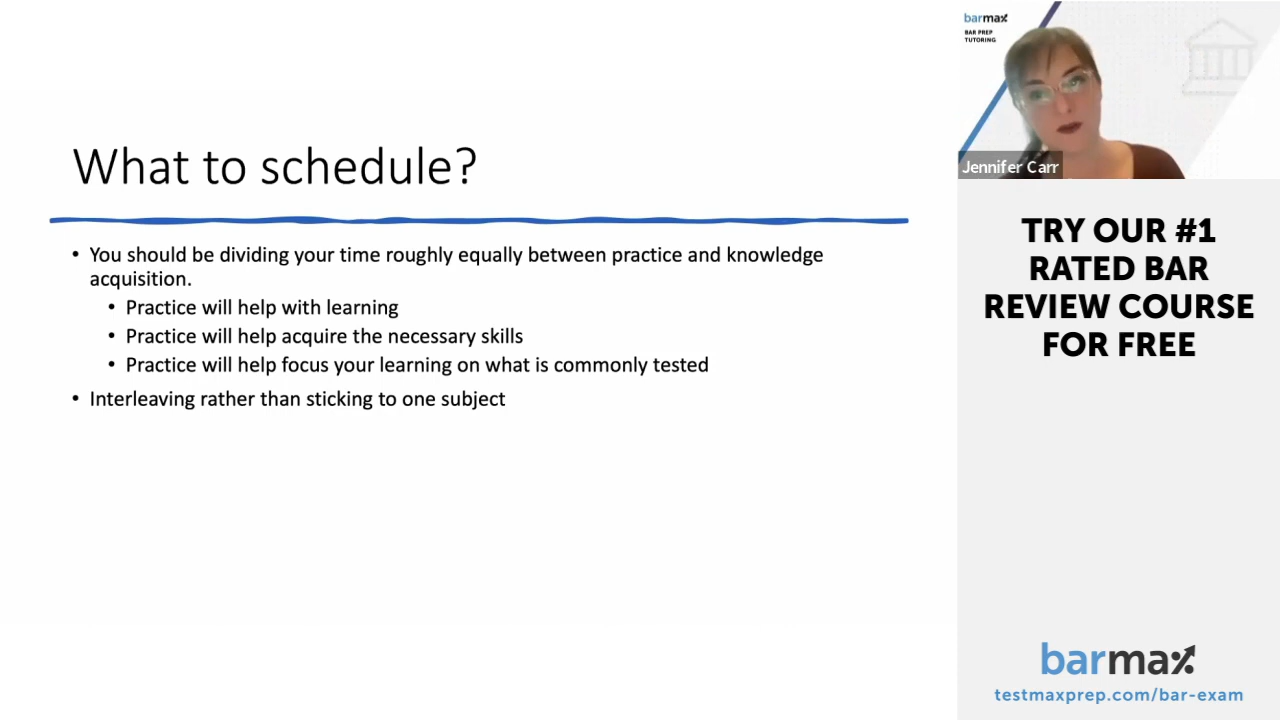 What to schedule?
• You should be dividing your time roughly equally between practice and knowledge
acquisition.
• Practice will help with learning
• Practice will help acquire the necessary skills
• Practice will help focus your learning on what is commonly tested
• Interleaving rather than sticking to one subject
barmax
BAR PREP
TUTORING
Jennifer Carr
TRY OUR #1
RATED BAR
REVIEW COURSE
FOR FREE
barmax
testmaxprep.com/bar-exam